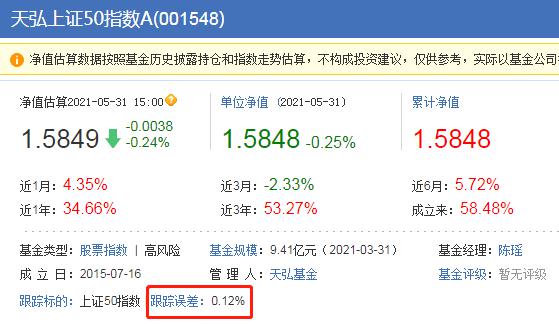 天弘上证50指数A(001548)
净值估算数据按照基金历史披露持仓和指数走势估算，不构成投资建议，仅供参考，实际以基金公司
净值估算2021-05-31 15:00 ? 单位净值 (2021-05-31) 累计净值
1.5849 -0.0038 -0.24% 1.5848 -0.25% 1.5848
近1月：4.35% 近3月：-2.33% 近6月：5.72%
近1年：34.66% 近3年：53.27% 成立来：58.48%
基金类型：股票指数 | 高风险 基金规模：9.41亿元 (2021-03-31) 基金经理：陈瑶
成 立 日：2015-07-16 管 理 人：天弘基金 基金评级：暂无评级
跟踪标的：上证50指数 跟踪误差：0.12%